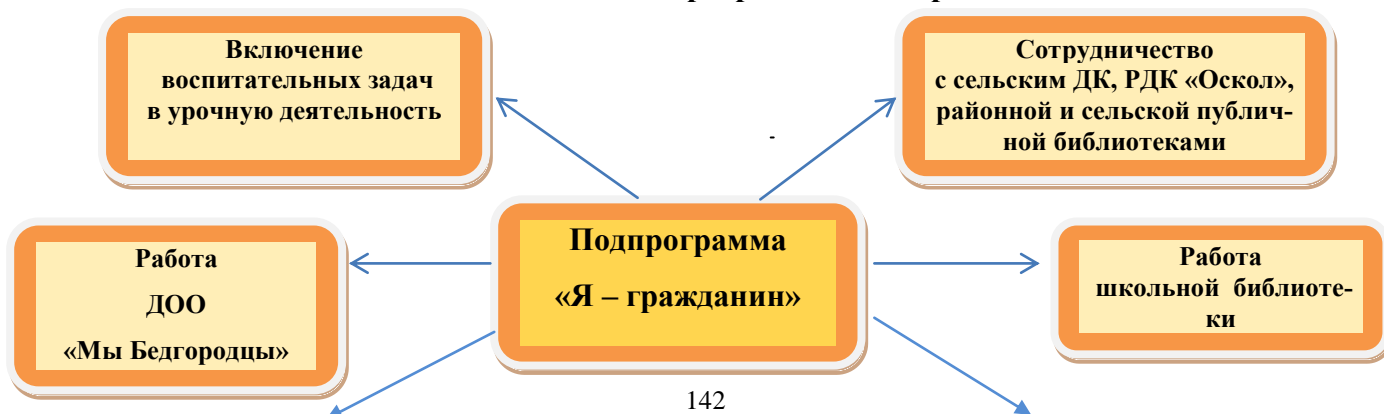 Включение
воспитательных задач
в урочную деятельность
Сотрудничество
с сельским ДК, РДК «Оскол»,
районной и сельской публич-
ной библиотеками
-
Подпрограмма
«Я – гражданин»
Работа
ДОО
«Мы Бедгородцы»
Работа
школьной библиоте-
ки
142